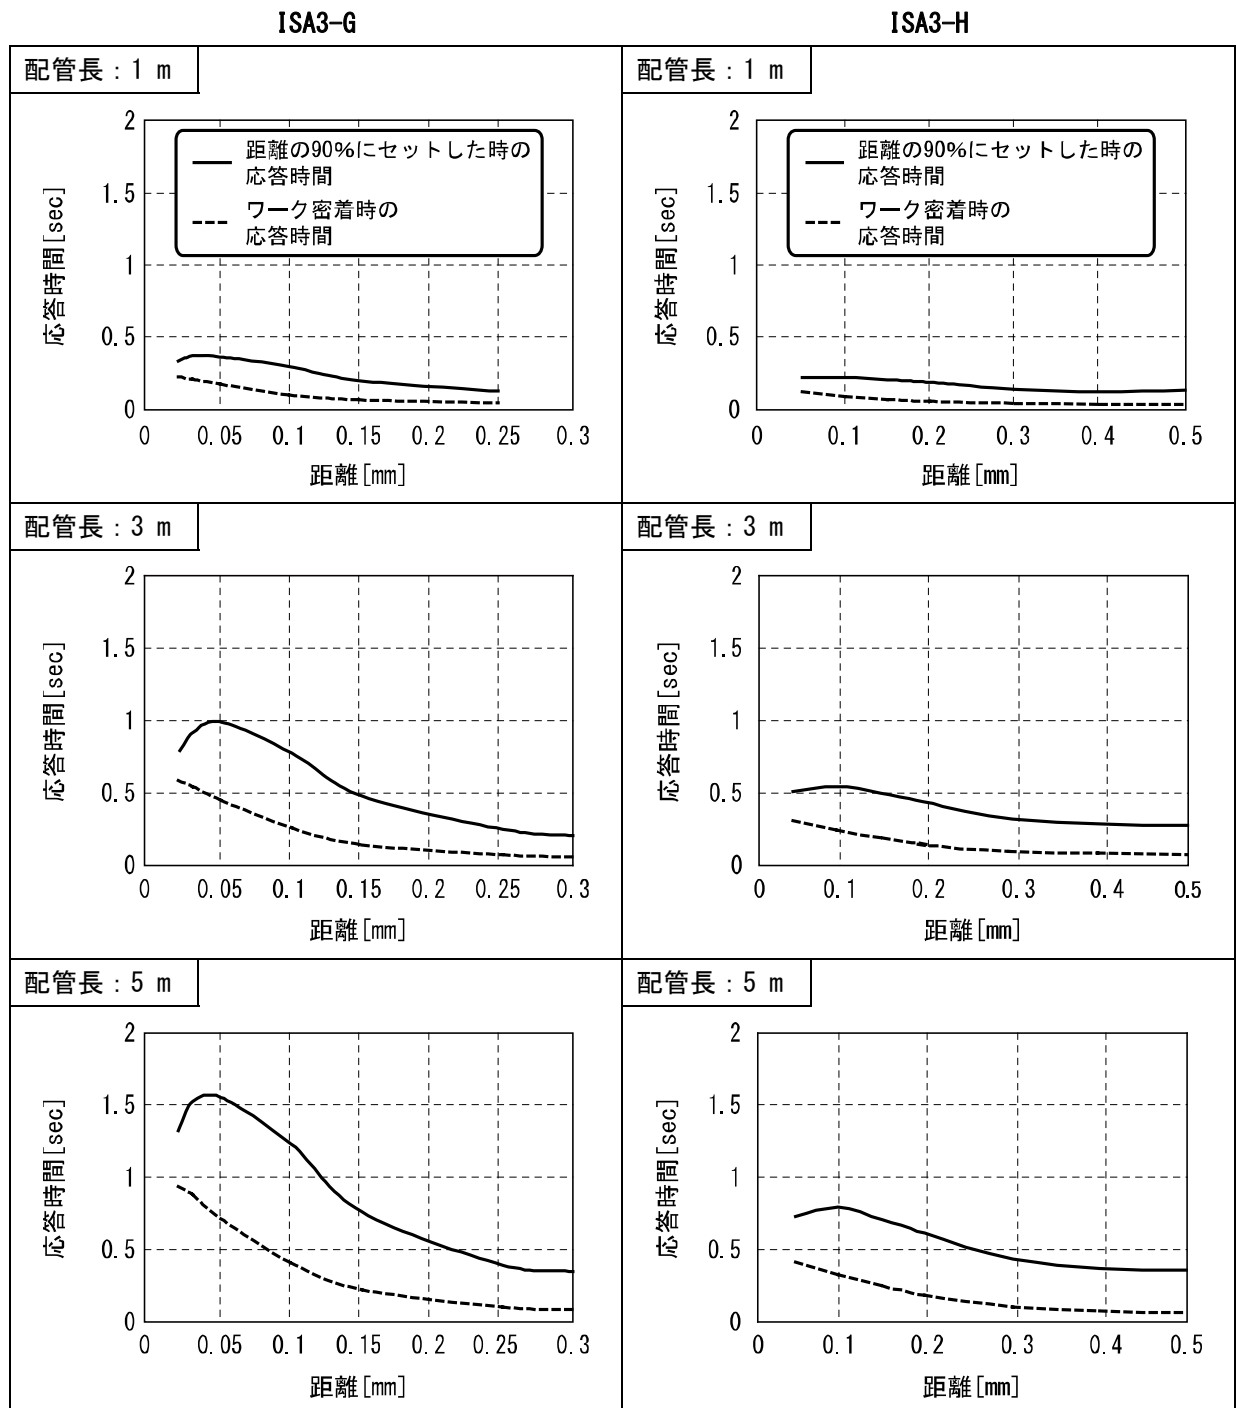 ISA3-G
ISA3-H
配管長：1 m
2
1.5
1
0.5
0
応答時間[sec]
距離の90%にセットした時の
応答時間
ワーク密着時の
応答時間
0 0.05 0.1 0.15 0.2 0.25 0.3
距離[mm]
配管長：1 m
2
1.5
1
0.5
0
応答時間[sec]
距離の90%にセットした時の
応答時間
ワーク密着時の
応答時間
0 0.1 0.2 0.3 0.4 0.5
距離[mm]
配管長：3 m
2
1.5
1
0.5
0
応答時間[sec]
0 0.05 0.1 0.15 0.2 0.25 0.3
距離[mm]
配管長：3 m
2
1.5
1
0.5
0
応答時間[sec]
0 0.1 0.2 0.3 0.4 0.5
距離[mm]
配管長：5 m
2
1.5
1
0.5
0
応答時間[sec]
0 0.05 0.1 0.15 0.2 0.25 0.3
距離[mm]
配管長：5 m
2
1.5
1
0.5
0
応答時間[sec]
0 0.1 0.2 0.3 0.4 0.5
距離[mm]